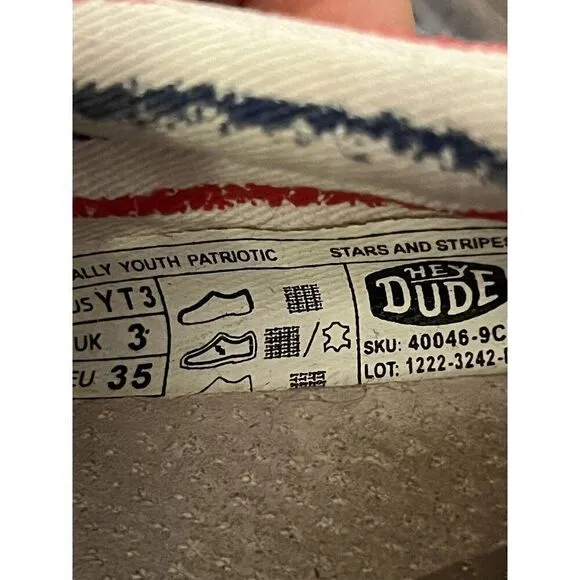 ALLY YOUTH PATRIOTIC STARS AND STRIPES
US YT3
UK 3
EU 35
HEY
DUDE
SKU: 40046-9C
LOT: 1222-3242-